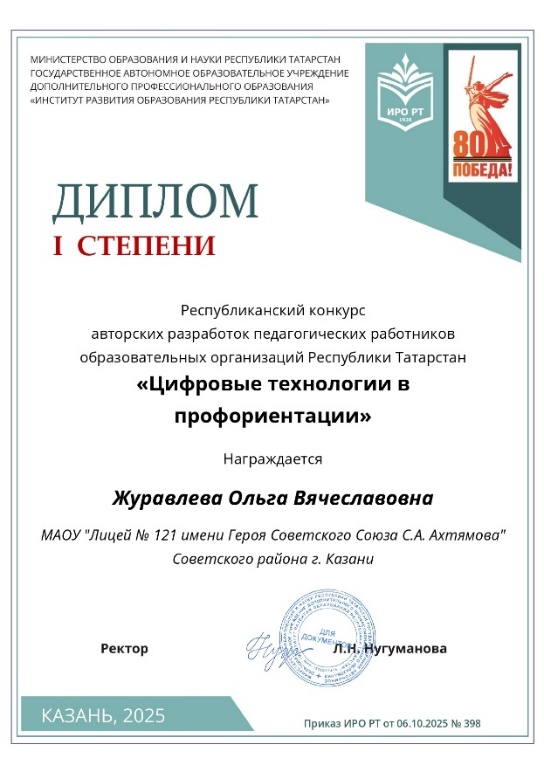 МИНИСТЕРСТВО ОБРАЗОВАНИЯ И НАУКИ РЕСПУБЛИКИ ТАТАРСТАН
ГОСУДАРСТВЕННОЕ АВТОНОМНОЕ ОБРАЗОВАТЕЛЬНОЕ УЧРЕЖДЕНИЕ
ДОПОЛНИТЕЛЬНОГО ПРОФЕССИОНАЛЬНОГО ОБРАЗОВАНИЯ
«ИНСТИТУТ РАЗВИТИЯ ОБРАЗОВАНИЯ РЕСПУБЛИКИ ТАТАРСТАН»
ИРО РТ
80
ПОБЕДА!
ДИПЛОМ
I СТЕПЕНИ
Республиканский конкурс
авторских разработок педагогических работников
образовательных организаций Республики Татарстан
«Цифровые технологии в
профориентации»
Награждается
Журавлева Ольга Вячеславовна
МАОУ "Лицей № 121 имени Героя Советского Союза С.А. Ахтямова"
Советского района г. Казани
ДЛЯ
ДОКУМЕНТОВ
Ректор
Л.Н. Нугуманова
КАЗАНЬ, 2025
Приказ ИРО РТ от 06.10.2025 № 398